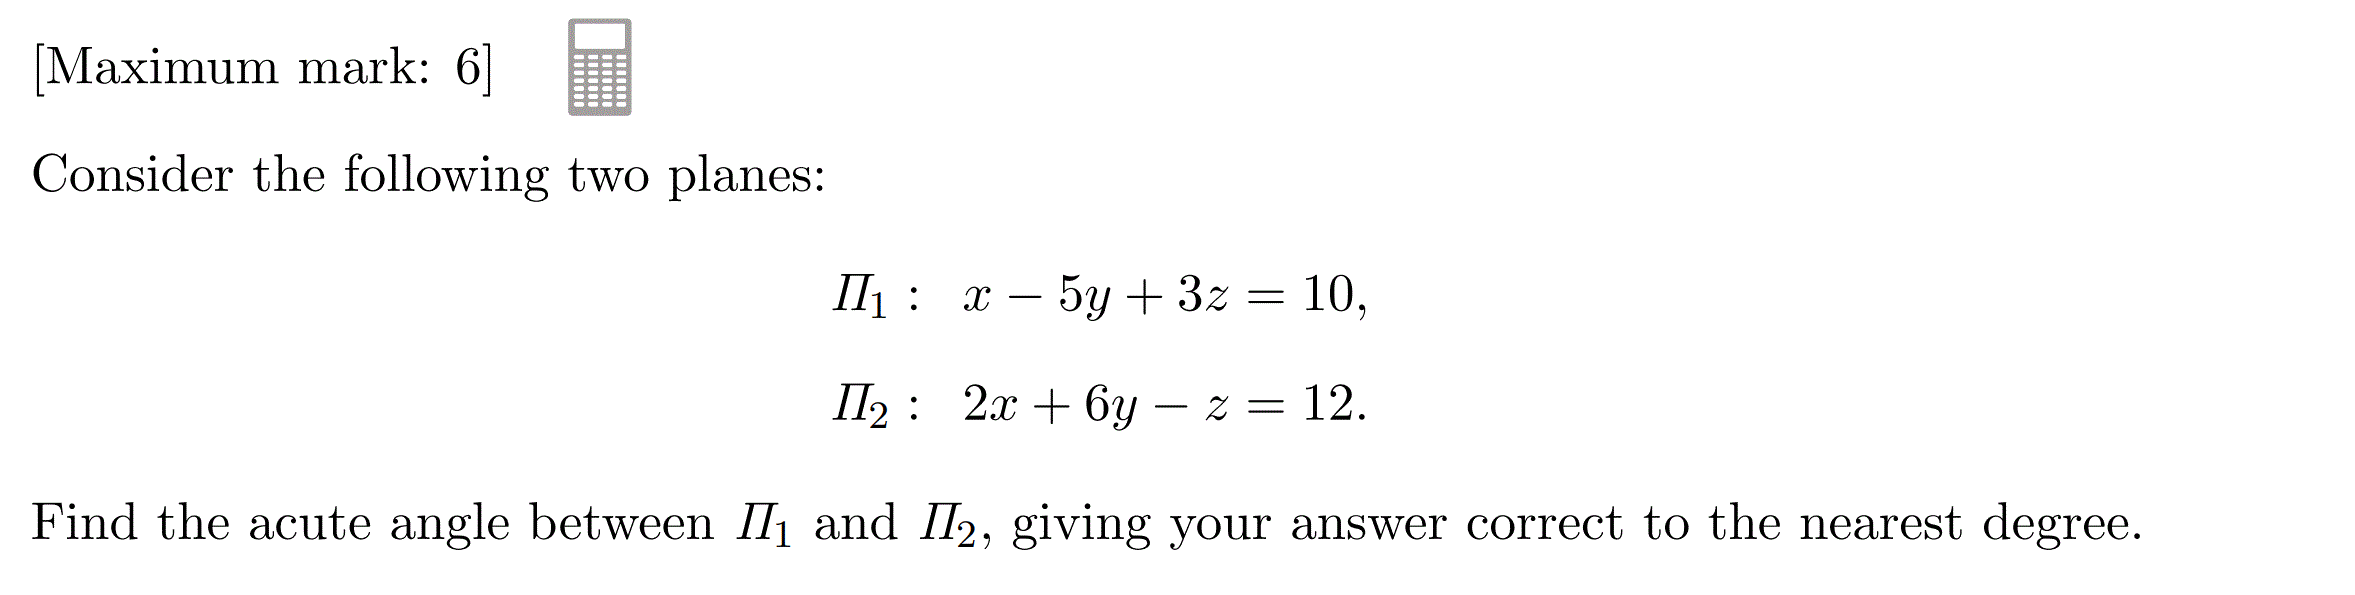 [Maximum mark: 6]
Consider the following two planes:
Π₁ : x − 5y + 3z = 10,
Π₂ : 2x + 6y − z = 12.
Find the acute angle between Π₁ and Π₂, giving your answer correct to the nearest degree.